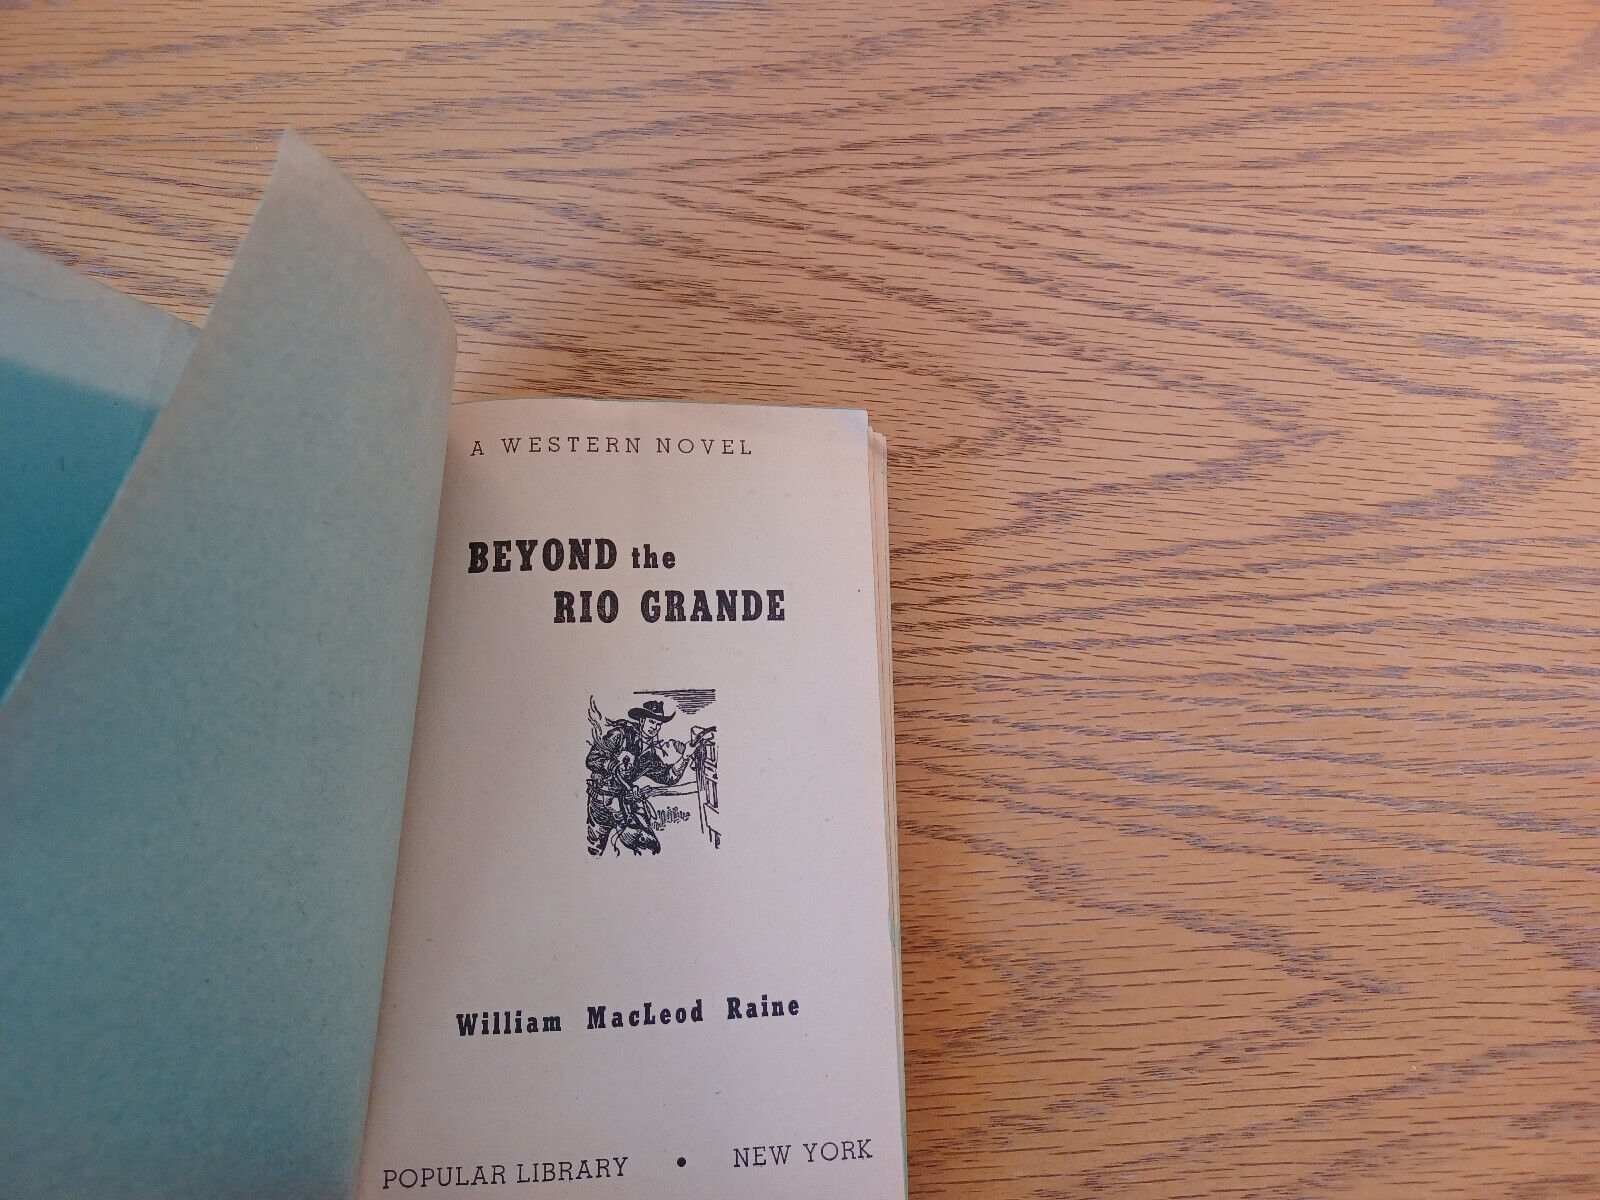 A WESTERN NOVEL
BEYOND the
RIO GRANDE
William MacLeod Raine
POPULAR LIBRARY • NEW YORK